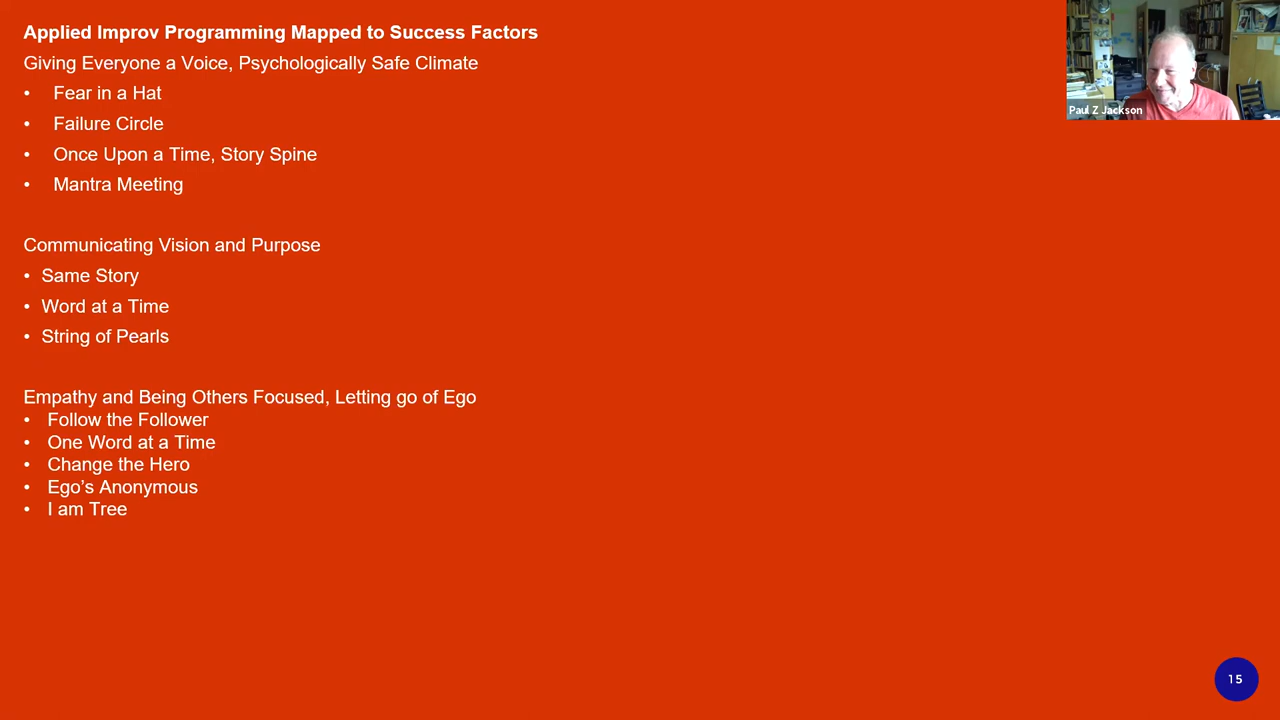 Applied Improv Programming Mapped to Success Factors
Giving Everyone a Voice, Psychologically Safe Climate
• Fear in a Hat
• Failure Circle
• Once Upon a Time, Story Spine
• Mantra Meeting
Communicating Vision and Purpose
• Same Story
• Word at a Time
• String of Pearls
Empathy and Being Others Focused, Letting go of Ego
• Follow the Follower
• One Word at a Time
• Change the Hero
• Ego’s Anonymous
• I am Tree
Paul Z Jackson
15